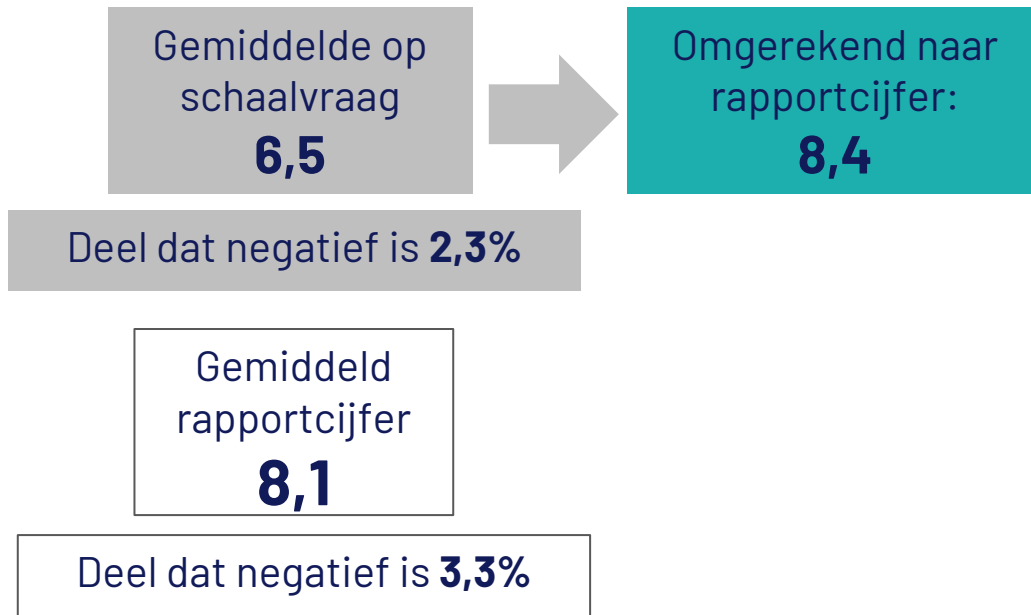 Gemiddelde op
schaalvraag
6,5
Omgerekend naar
rapportcijfer:
8,4
Deel dat negatief is 2,3%
Gemiddeld
rapportcijfer
8,1
Deel dat negatief is 3,3%